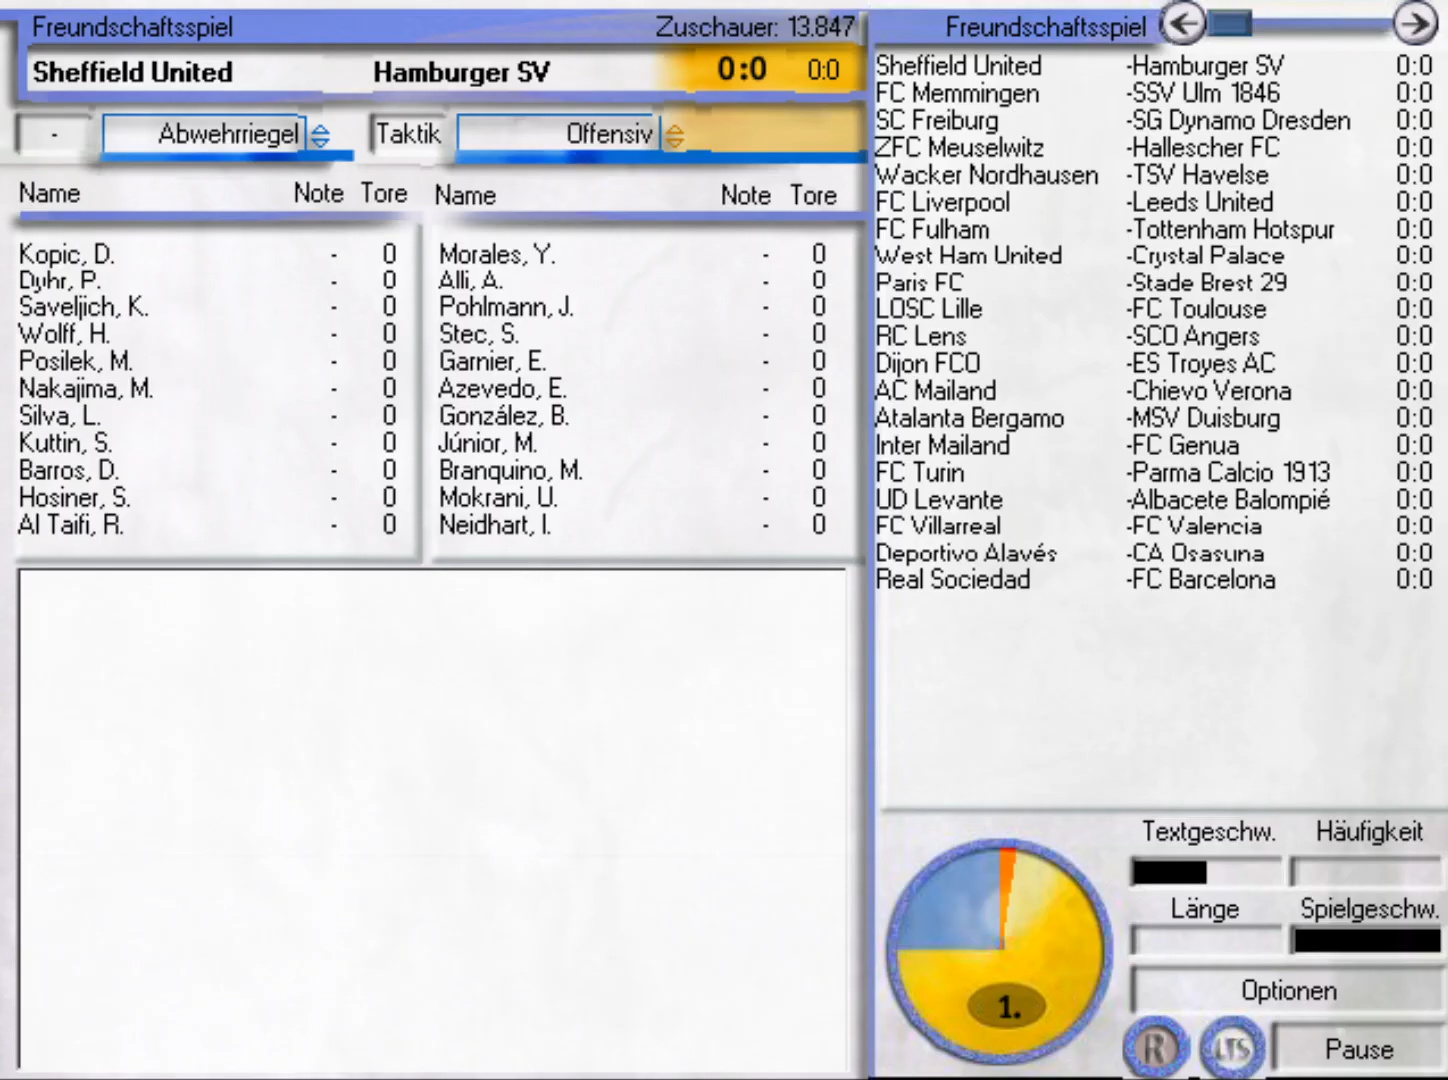 Freundschaftsspiel Zuschauer: 13.847
Sheffield United Hamburger SV 0:0 0:0
- Abwehrriegel Taktik Offensiv
Name Note Tore Name Note Tore
Kopic, D. - 0 Morales, Y. - 0
Dyhr, P. - 0 Alli, A. - 0
Saveljich, K. - 0 Pohlmann, J. - 0
Wolff, H. - 0 Stec, S. - 0
Posilek, M. - 0 Garnier, E. - 0
Nakajima, M. - 0 Azevedo, E. - 0
Silva, L. - 0 González, B. - 0
Kuttin, S. - 0 Júnior, M. - 0
Barros, D. - 0 Branquino, M. - 0
Hosiner, S. - 0 Mokrani, U. - 0
Al Taifi, R. - 0 Neidhart, I. - 0
Freundschaftsspiel
Sheffield United -Hamburger SV 0:0
FC Memmingen -SSV Ulm 1846 0:0
SC Freiburg -SG Dynamo Dresden 0:0
ZFC Meuselwitz -Hallescher FC 0:0
Wacker Nordhausen -TSV Havelse 0:0
FC Liverpool -Leeds United 0:0
FC Fulham -Tottenham Hotspur 0:0
West Ham United -Crystal Palace 0:0
Paris FC -Stade Brest 29 0:0
LOSC Lille -FC Toulouse 0:0
RC Lens -SCO Angers 0:0
Dijon FCO -ES Troyes AC 0:0
AC Mailand -Chievo Verona 0:0
Atalanta Bergamo -MSV Duisburg 0:0
Inter Mailand -FC Genua 0:0
FC Turin -Parma Calcio 1913 0:0
UD Levante -Albacete Balompié 0:0
FC Villarreal -FC Valencia 0:0
Deportivo Alavés -CA Osasuna 0:0
Real Sociedad -FC Barcelona 0:0
Textgeschw. Häufigkeit
Länge Spielgeschw.
1.
Optionen
R LTS Pause